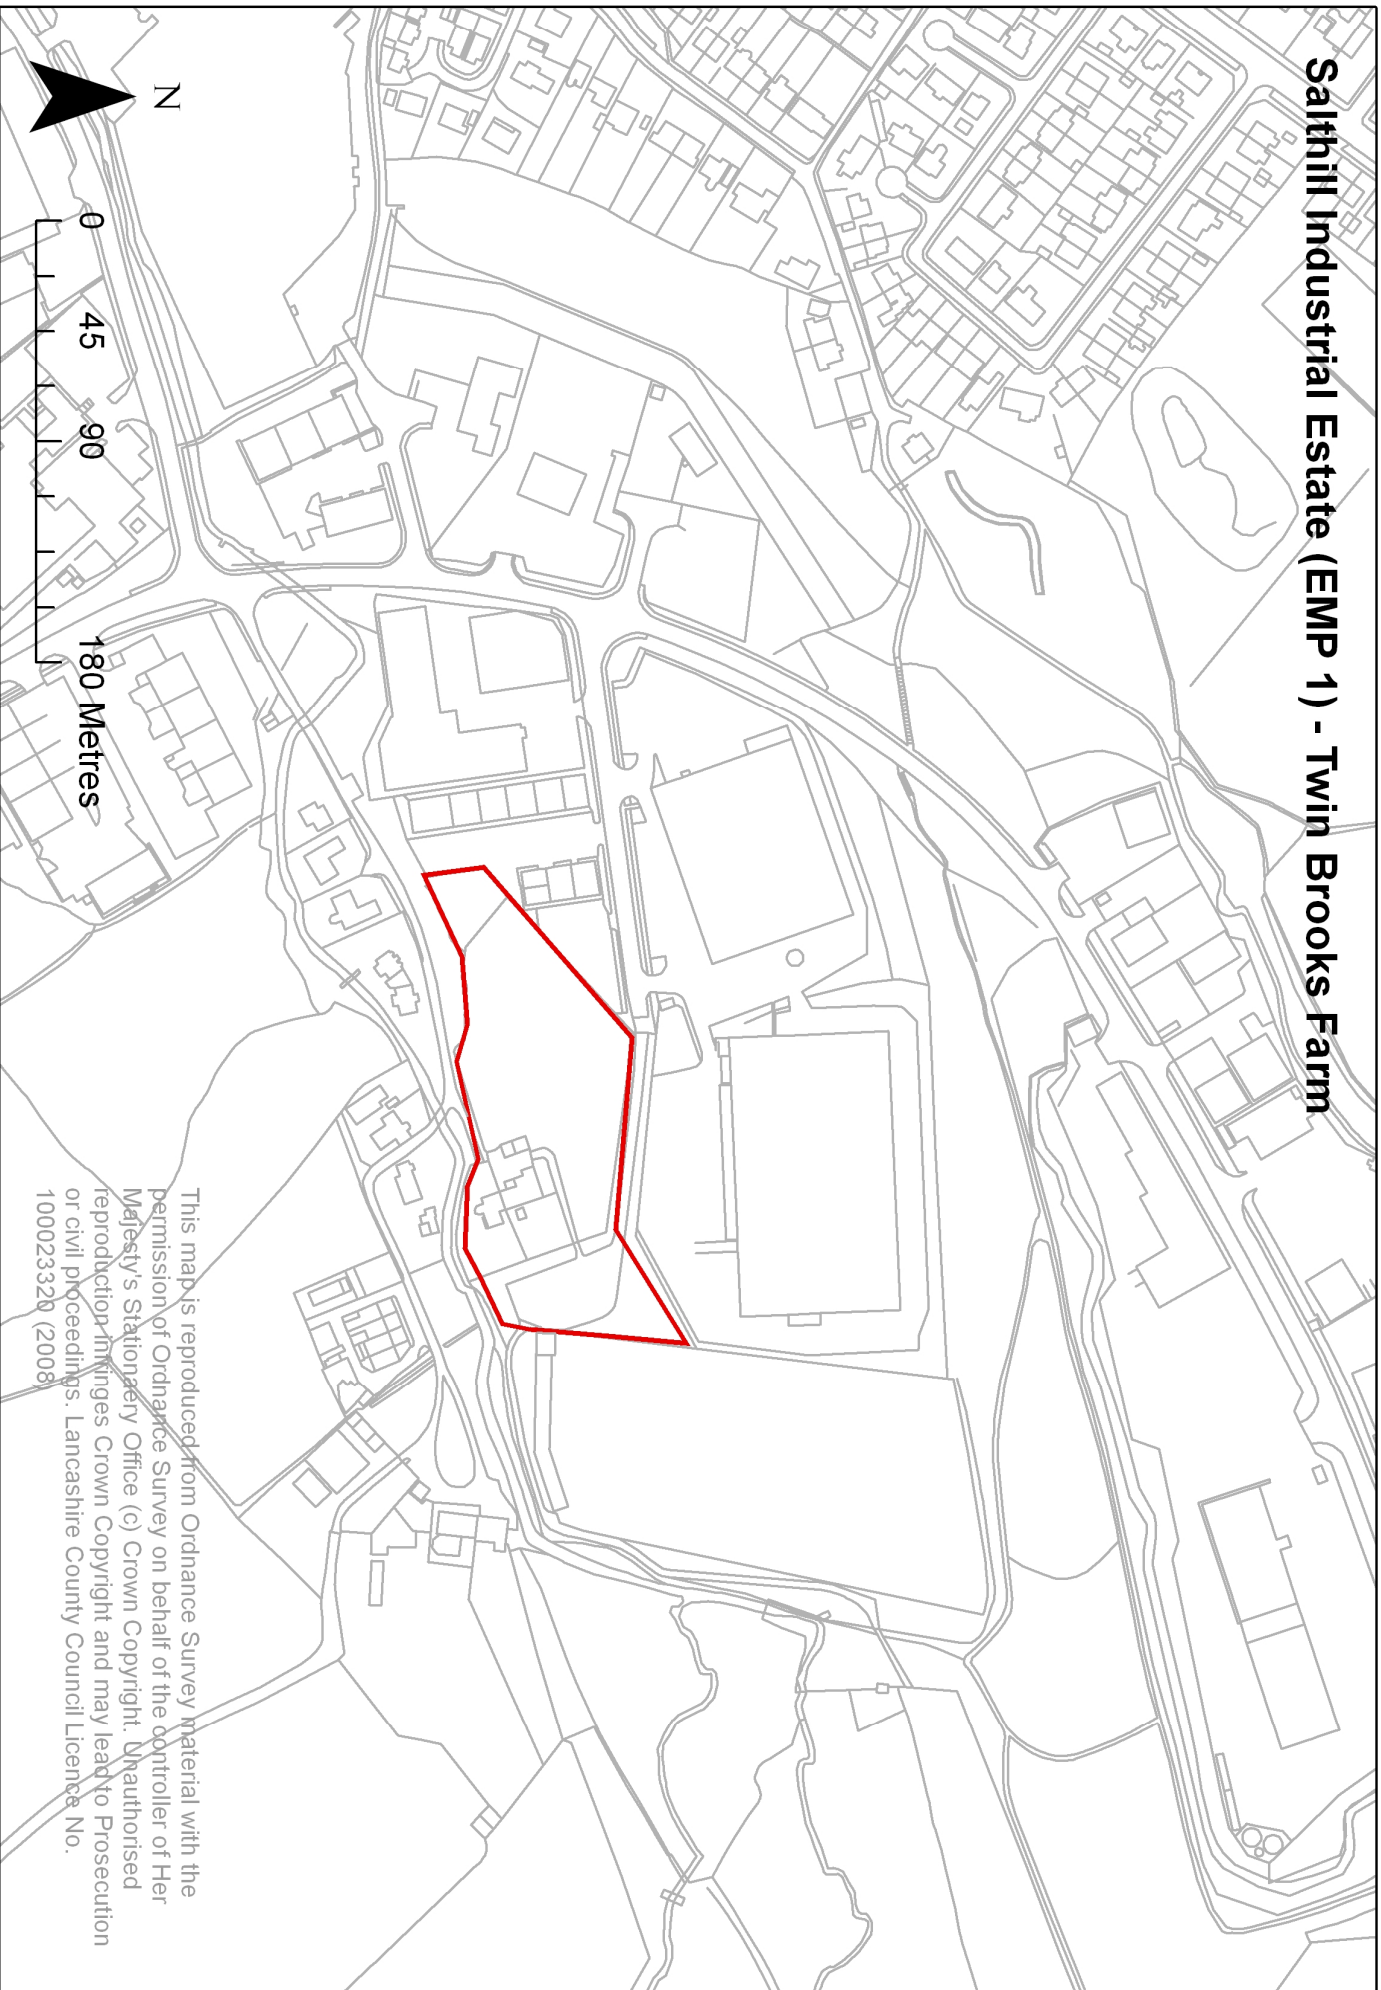 Salthill Industrial Estate (EMP 1) - Twin Brooks Farm
N
0 45 90 180 Metres
This map is reproduced from Ordnance Survey material with the
permission of Ordnance Survey on behalf of the controller of Her
Majesty's Stationaery Office (c) Crown Copyright. Unauthorised
reproduction infringes Crown Copyright and may lead to Prosecution
or civil proceedings. Lancashire County Council Licence No.
100023320 (2008)